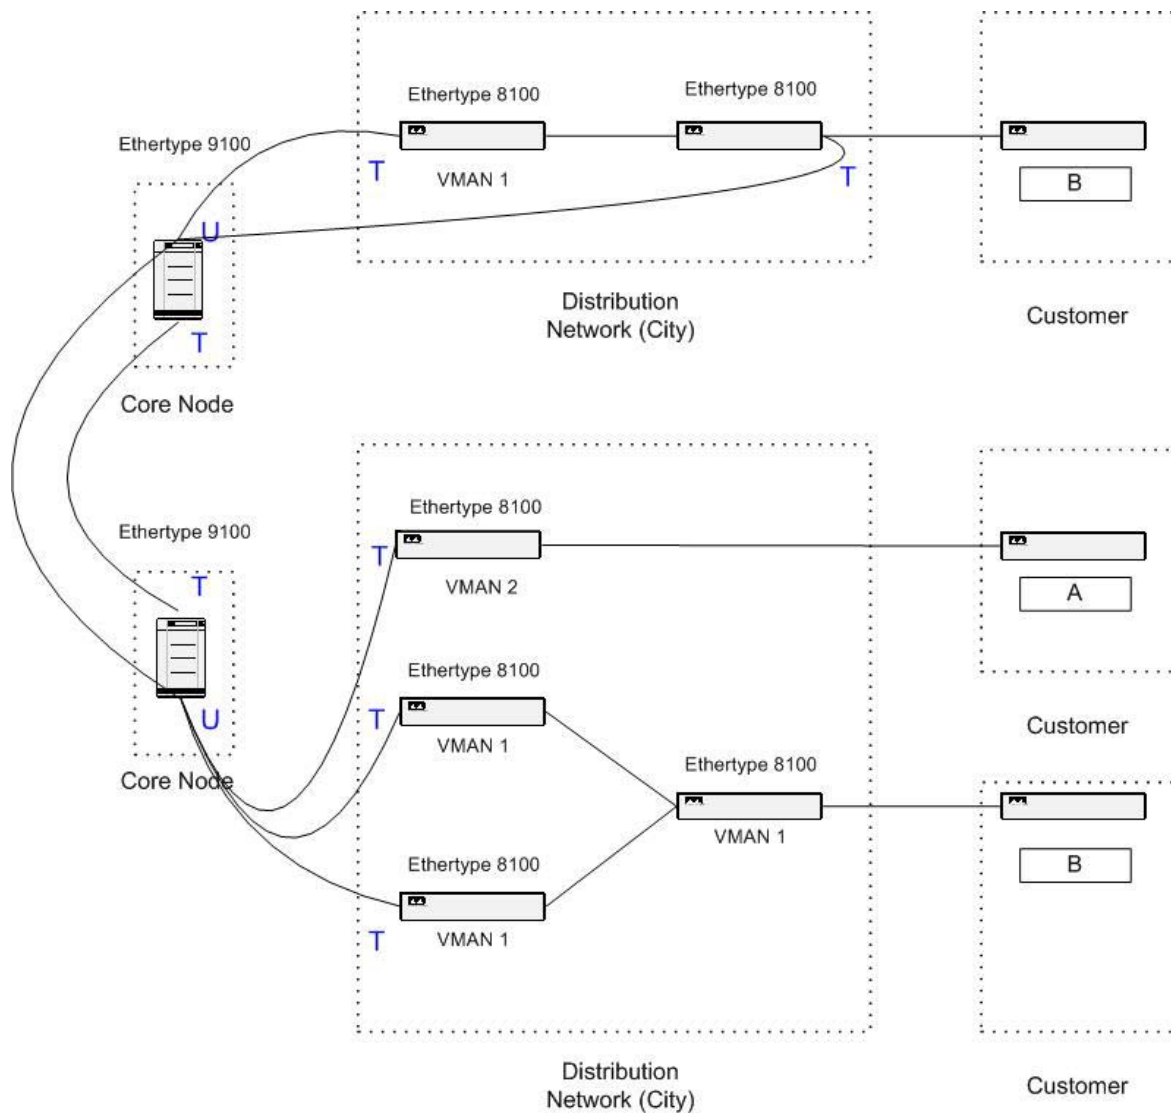 Ethertype 8100
Ethertype 8100
Ethertype 9100
T
VMAN 1
T
B
U
T
Distribution
Network (City)
Customer
Core Node
Ethertype 8100
Ethertype 9100
T
VMAN 2
T
A
Ethertype 8100
U
T
VMAN 1
Customer
Core Node
Ethertype 8100
VMAN 1
Ethertype 8100
B
T
VMAN 1
Distribution
Network (City)
Customer